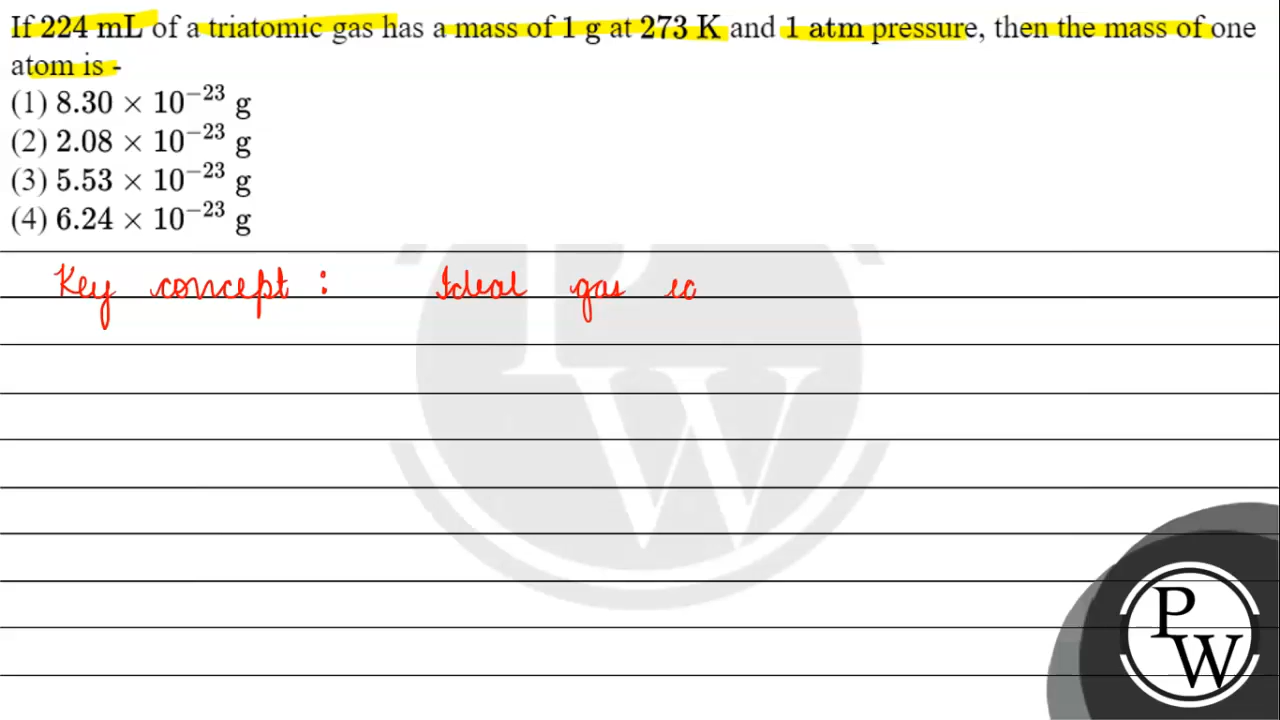 If 224 mL of a triatomic gas has a mass of 1 g at 273 K and 1 atm pressure, then the mass of one
atom is -
(1) 8.30 × 10⁻²³ g
(2) 2.08 × 10⁻²³ g
(3) 5.53 × 10⁻²³ g
(4) 6.24 × 10⁻²³ g
Key concept : Ideal gas
P
W
P
W